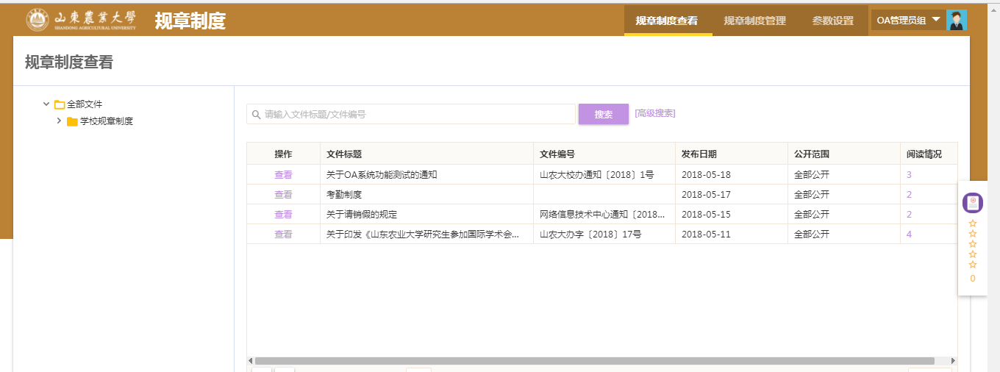 山東農業大學 规章制度 规章制度查看 规章制度管理 参数设置 OA管理员组
SHANDONG AGRICULTURAL UNIVERSITY
规章制度查看
全部文件
学校规章制度
请输入文件标题/文件编号 搜索 [高级搜索]
操作 文件标题 文件编号 发布日期 公开范围 阅读情况
查看 关于OA系统功能测试的通知 山农大校办通知〔2018〕1号 2018-05-18 全部公开 3
查看 考勤制度 2018-05-17 全部公开 2
查看 关于请销假的规定 网络信息技术中心通知〔2018... 2018-05-15 全部公开 2
查看 关于印发《山东农业大学研究生参加国际学术会... 山农大办字〔2018〕17号 2018-05-11 全部公开 4
0